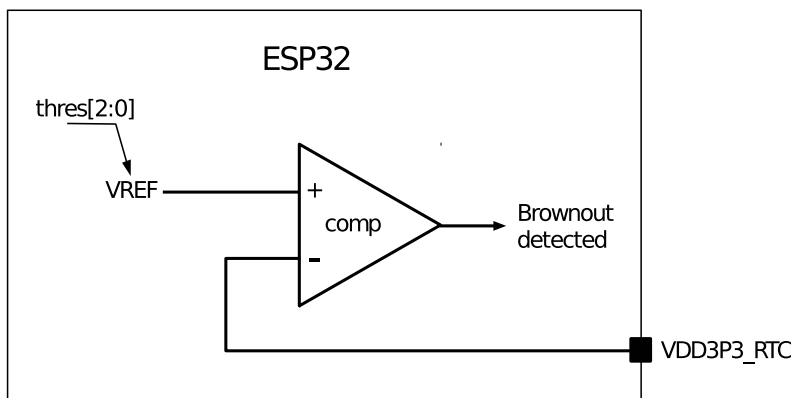 ESP32
thres[2:0]
VREF
+
comp
-
Brownout
detected
VDD3P3_RTC